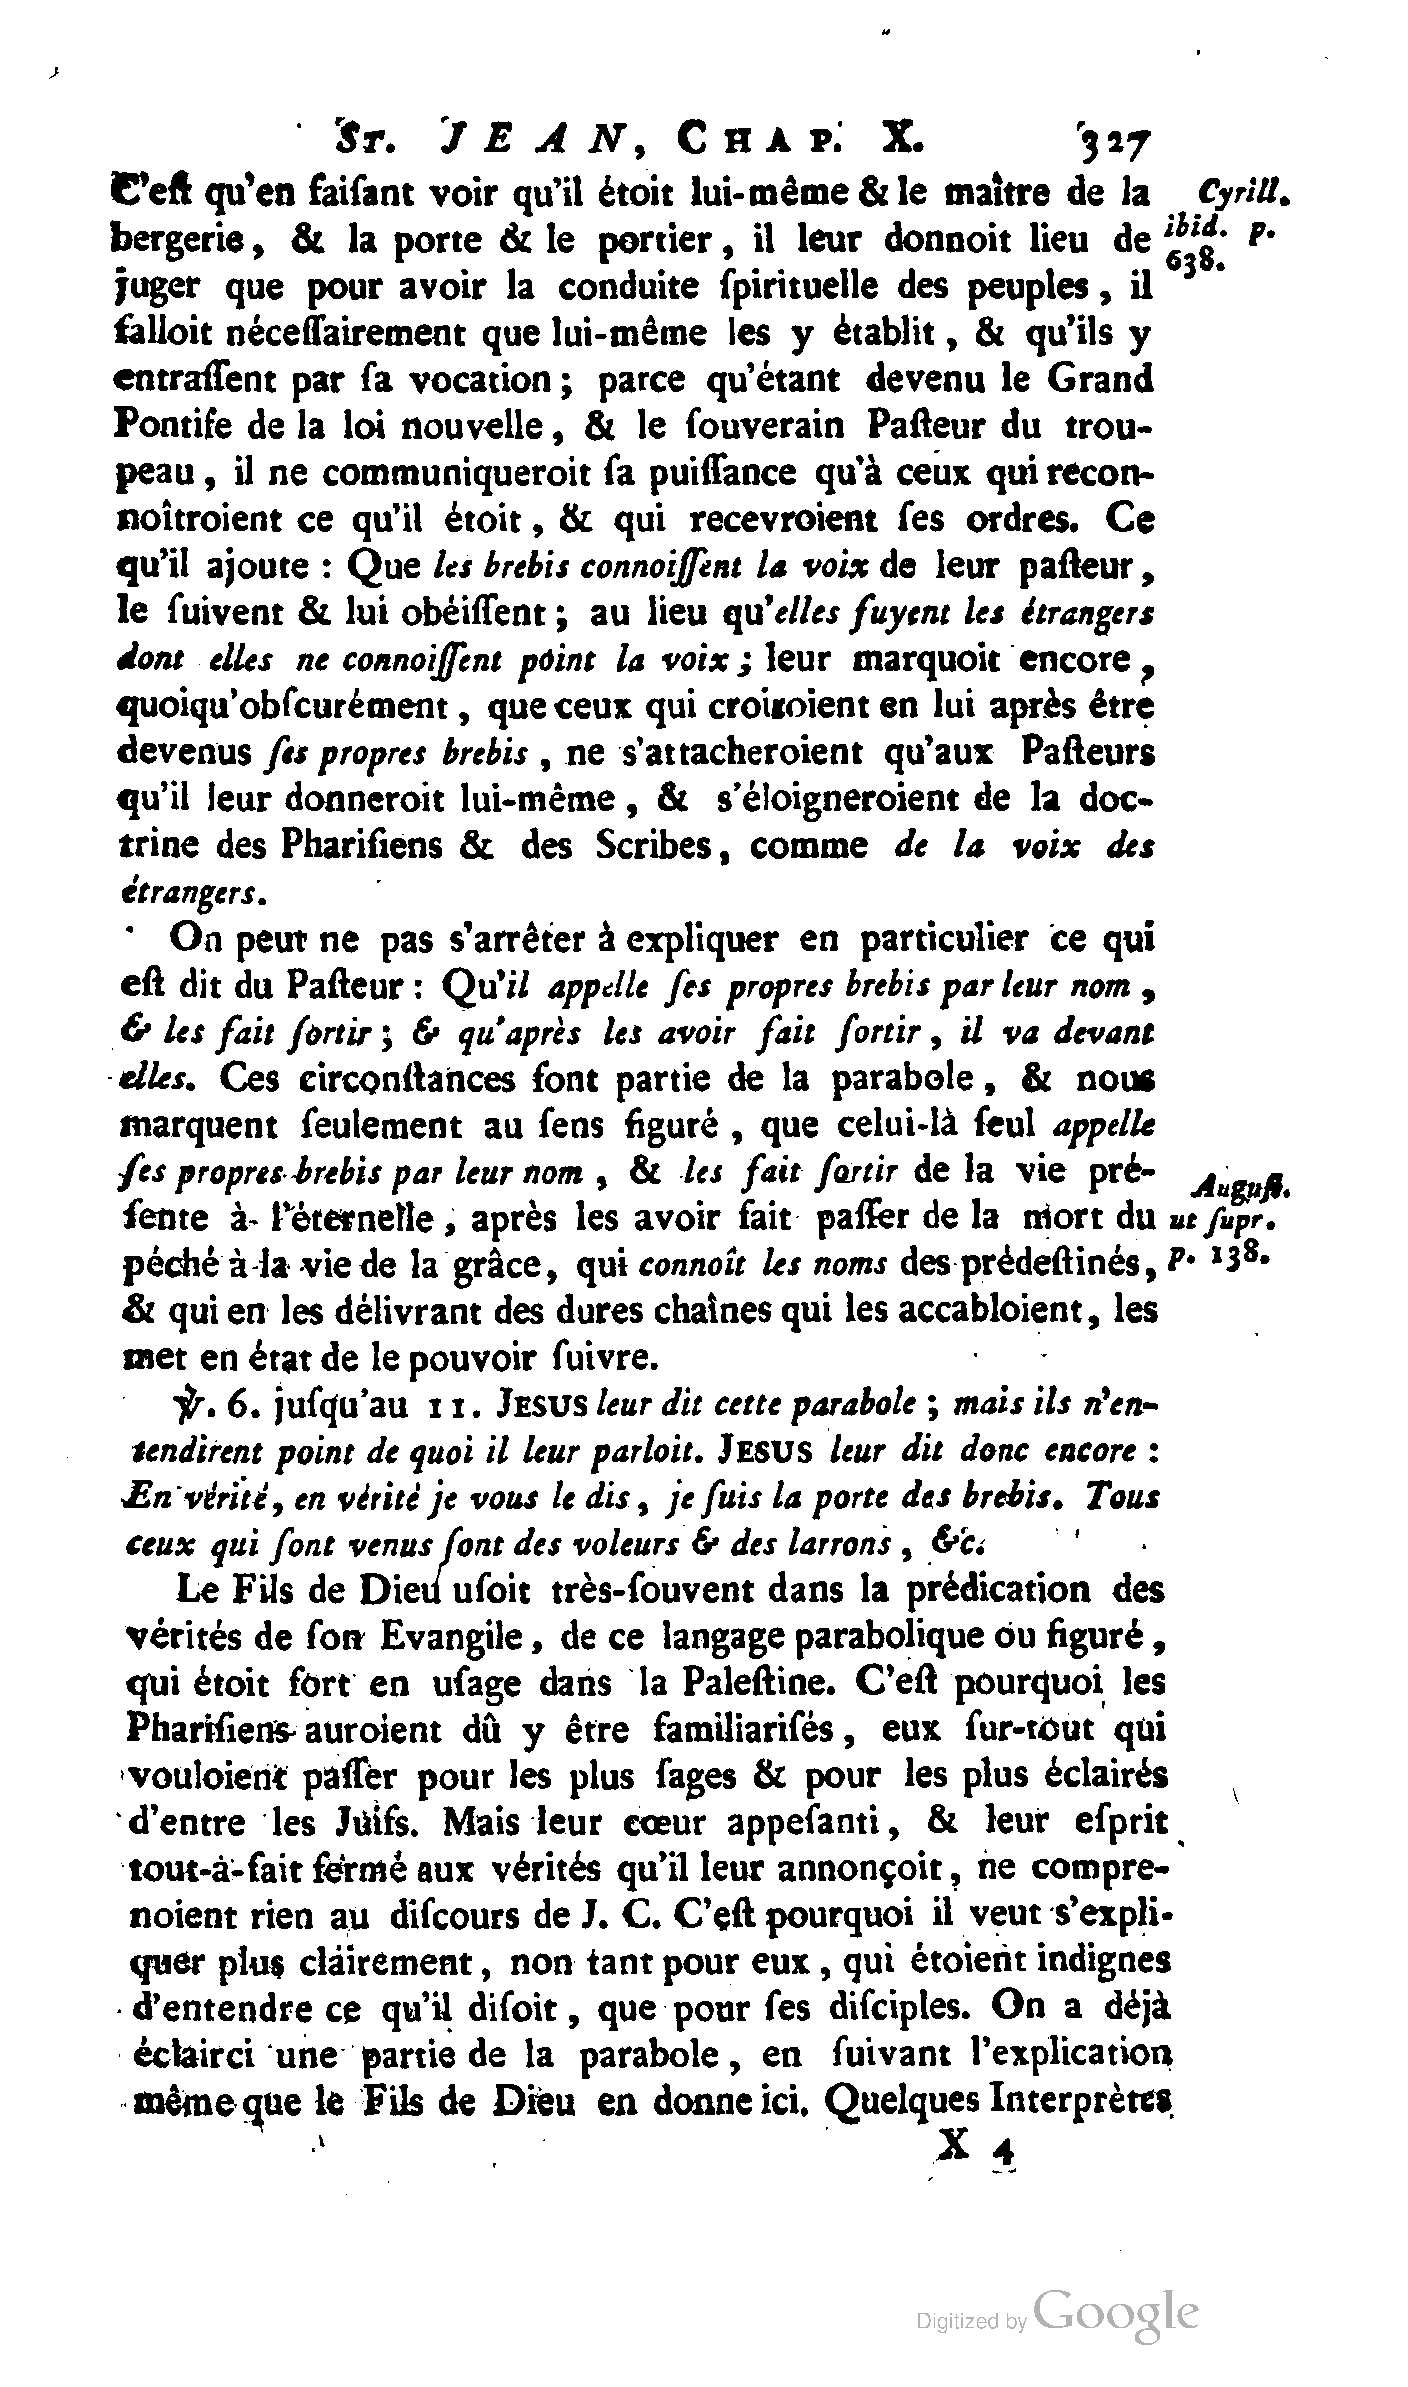 St. JEAN, CHAP. X. 327
C'eſt qu'en faiſant voir qu'il étoit lui-même & le maître de la
Cyrill.
bergerie, & la porte & le portier, il leur donnoit lieu de
ibid. p.
638.
juger que pour avoir la conduite ſpirituelle des peuples, il
falloit néceſſairement que lui-même les y établit, & qu'ils y
entraſſent par ſa vocation; parce qu'étant devenu le Grand
Pontife de la loi nouvelle, & le ſouverain Paſteur du trou-
peau, il ne communiqueroit ſa puiſſance qu'à ceux qui recon-
noîtroient ce qu'il étoit, & qui recevroient ſes ordres. Ce
qu'il ajoute : Que les brebis connoiſſent la voix de leur paſteur,
le ſuivent & lui obéiſſent; au lieu qu'elles fuyent les étrangers
dont elles ne connoiſſent point la voix; leur marquoit encore,
quoiqu'obſcurément, que ceux qui croiroient en lui après être
devenus ſes propres brebis, ne s'attacheroient qu'aux Paſteurs
qu'il leur donneroit lui-même, & s'éloigneroient de la doc-
trine des Phariſiens & des Scribes, comme de la voix des
étrangers.
On peut ne pas s'arrêter à expliquer en particulier ce qui
eſt dit du Paſteur : Qu'il appelle ſes propres brebis par leur nom,
& les fait ſortir; & qu'après les avoir fait ſortir, il va devant
elles. Ces circonſtances font partie de la parabole, & nous
marquent ſeulement au ſens figuré, que celui-là ſeul appelle
ſes propres brebis par leur nom, & les fait ſortir de la vie pré-
Auguſt.
ſente à l'éternelle, après les avoir fait paſſer de la mort du
ut ſupr.
péché à la vie de la grâce, qui connoît les noms des prédeſtinés,
p. 138.
& qui en les délivrant des dures chaînes qui les accabloient, les
met en état de le pouvoir ſuivre.
℣. 6. juſqu'au 11. JESUS leur dit cette parabole; mais ils n'en-
tendirent point de quoi il leur parloit. JESUS leur dit donc encore :
En vérité, en vérité je vous le dis, je ſuis la porte des brebis. Tous
ceux qui ſont venus ſont des voleurs & des larrons, &c.
Le Fils de Dieu uſoit très-ſouvent dans la prédication des
vérités de ſon Evangile, de ce langage parabolique ou figuré,
qui étoit fort en uſage dans la Paleſtine. C'eſt pourquoi les
Phariſiens auroient dû y être familiariſés, eux ſur-tout qui
vouloient paſſer pour les plus ſages & pour les plus éclairés
d'entre les Juifs. Mais leur cœur appeſanti, & leur eſprit
tout-à-fait fermé aux vérités qu'il leur annonçoit, ne compre-
noient rien au diſcours de J. C. C'eſt pourquoi il veut s'expli-
quer plus clairement, non tant pour eux, qui étoient indignes
d'entendre ce qu'il diſoit, que pour ſes diſciples. On a déjà
éclairci une partie de la parabole, en ſuivant l'explication
même que le Fils de Dieu en donne ici. Quelques Interprètes
X 4
Digitized by Google